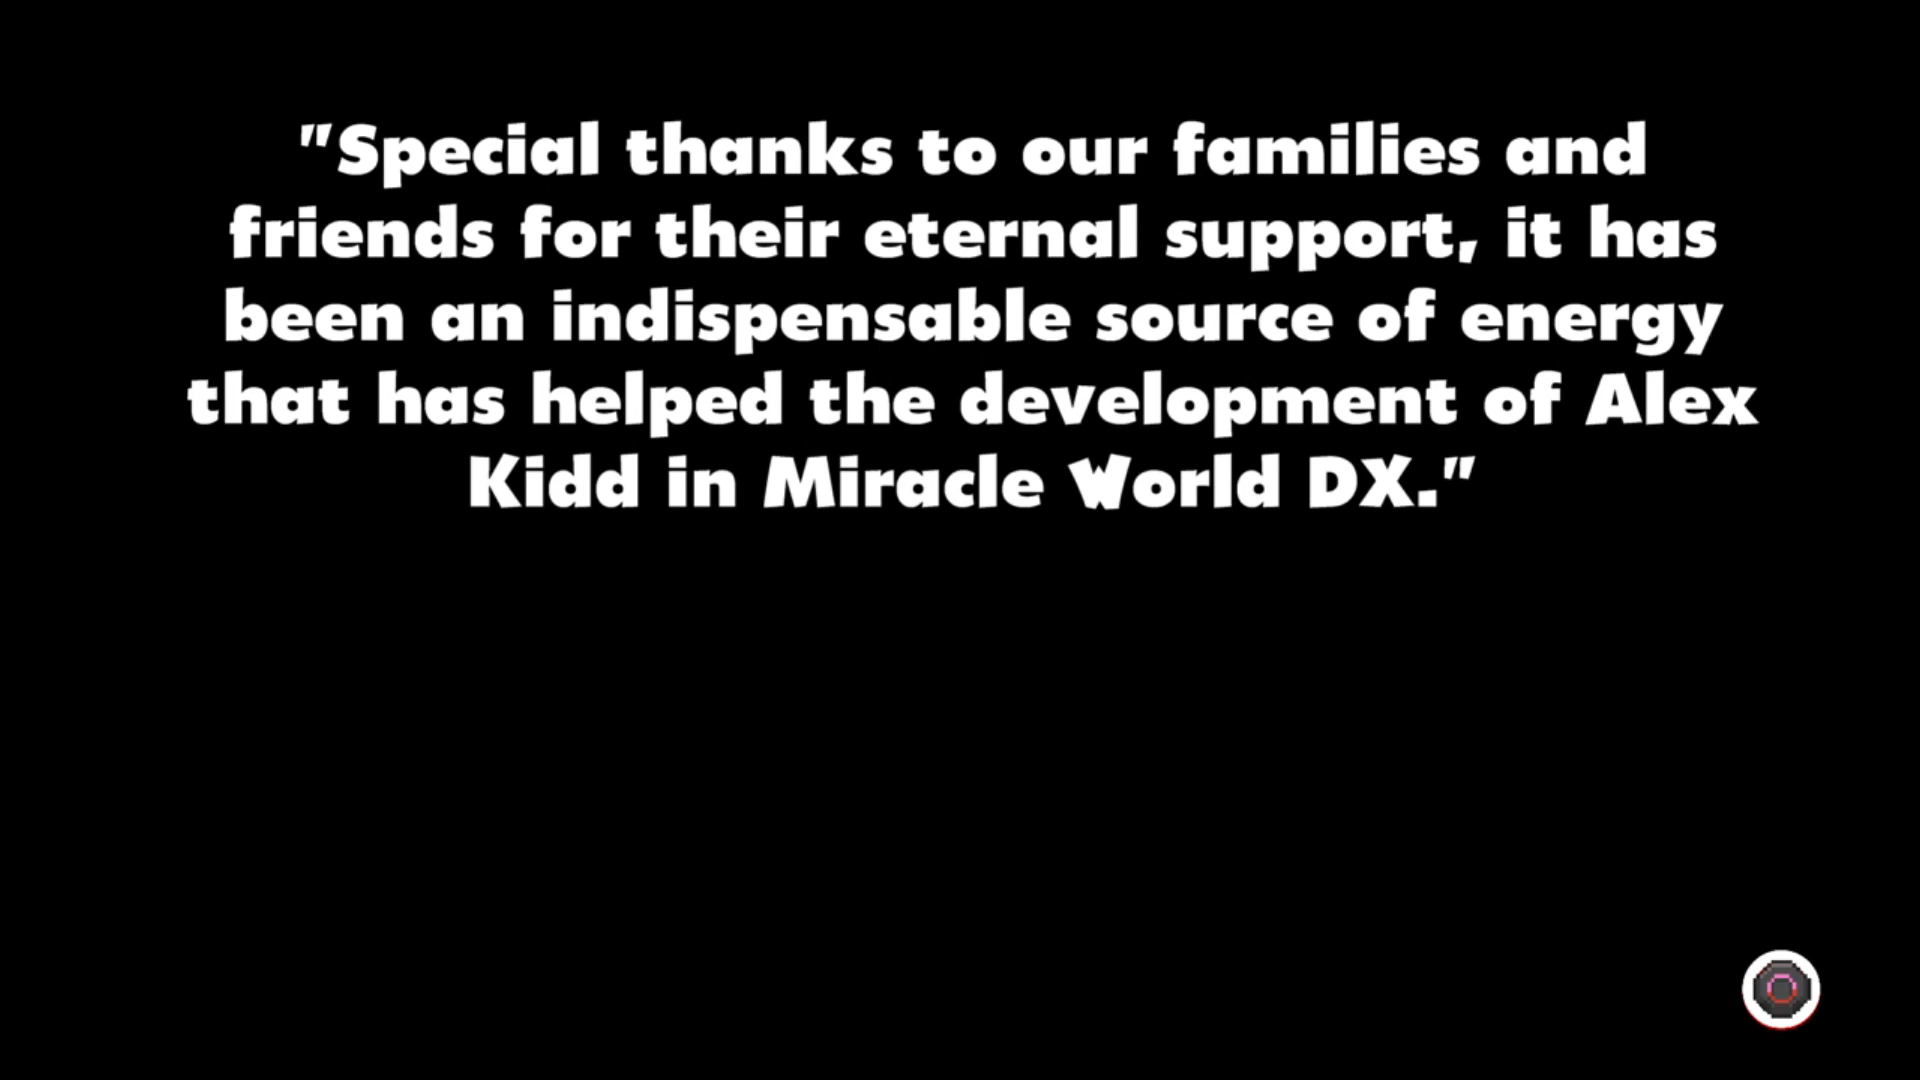 "Special thanks to our families and
friends for their eternal support, it has
been an indispensable source of energy
that has helped the development of Alex
Kidd in Miracle World DX."